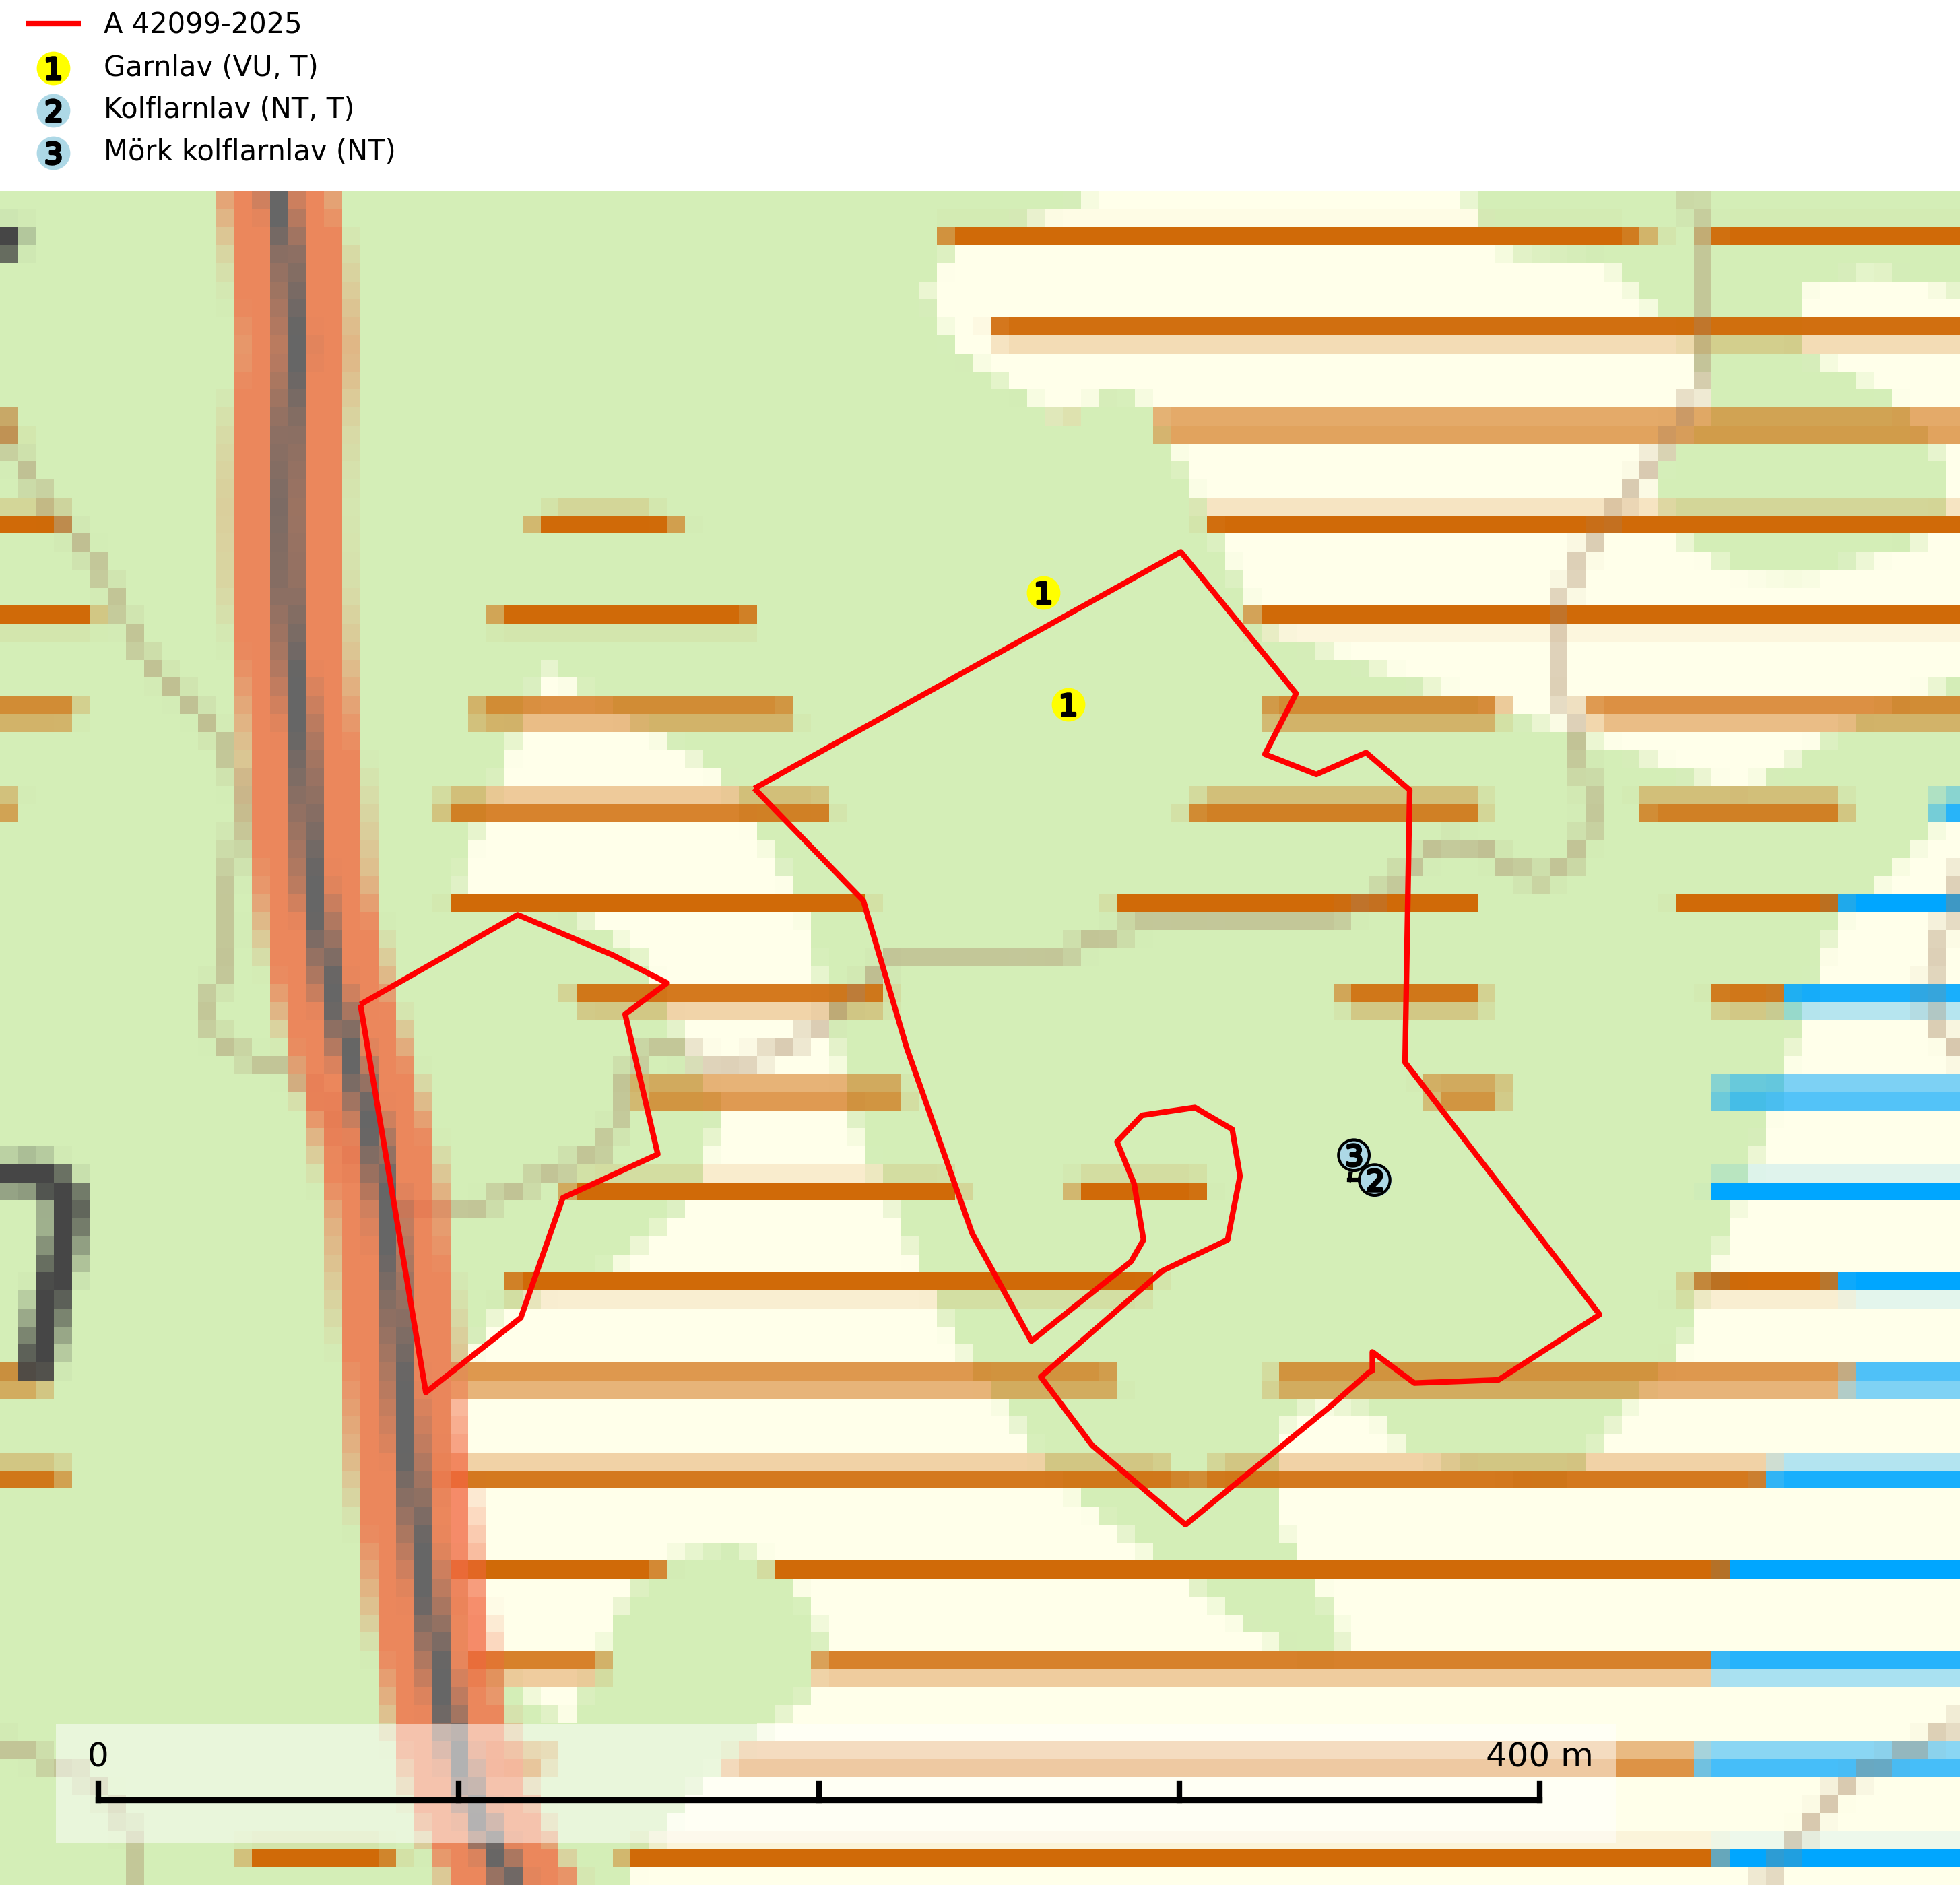 A 42099-2025
1 Garnlav (VU, T)
2 Kolflarnlav (NT, T)
3 Mörk kolflarnlav (NT)
1
1
3
2
0 400 m